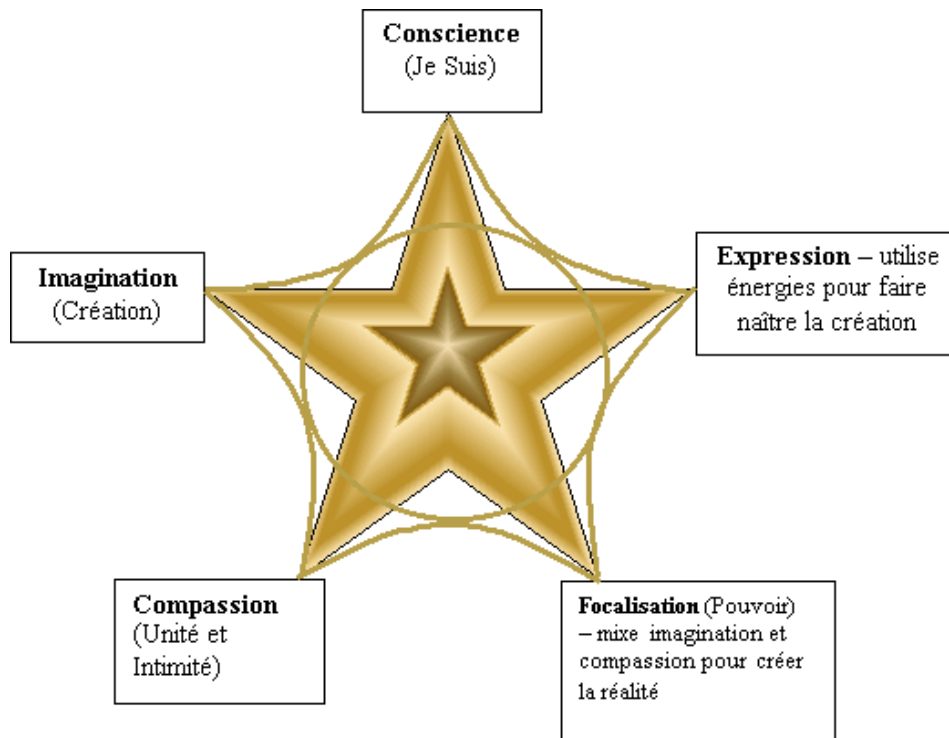 Conscience
(Je Suis)
Imagination
(Création)
Expression – utilise
énergies pour faire
naître la création
Compassion
(Unité et
Intimité)
Focalisation (Pouvoir)
– mixe imagination et
compassion pour créer
la réalité